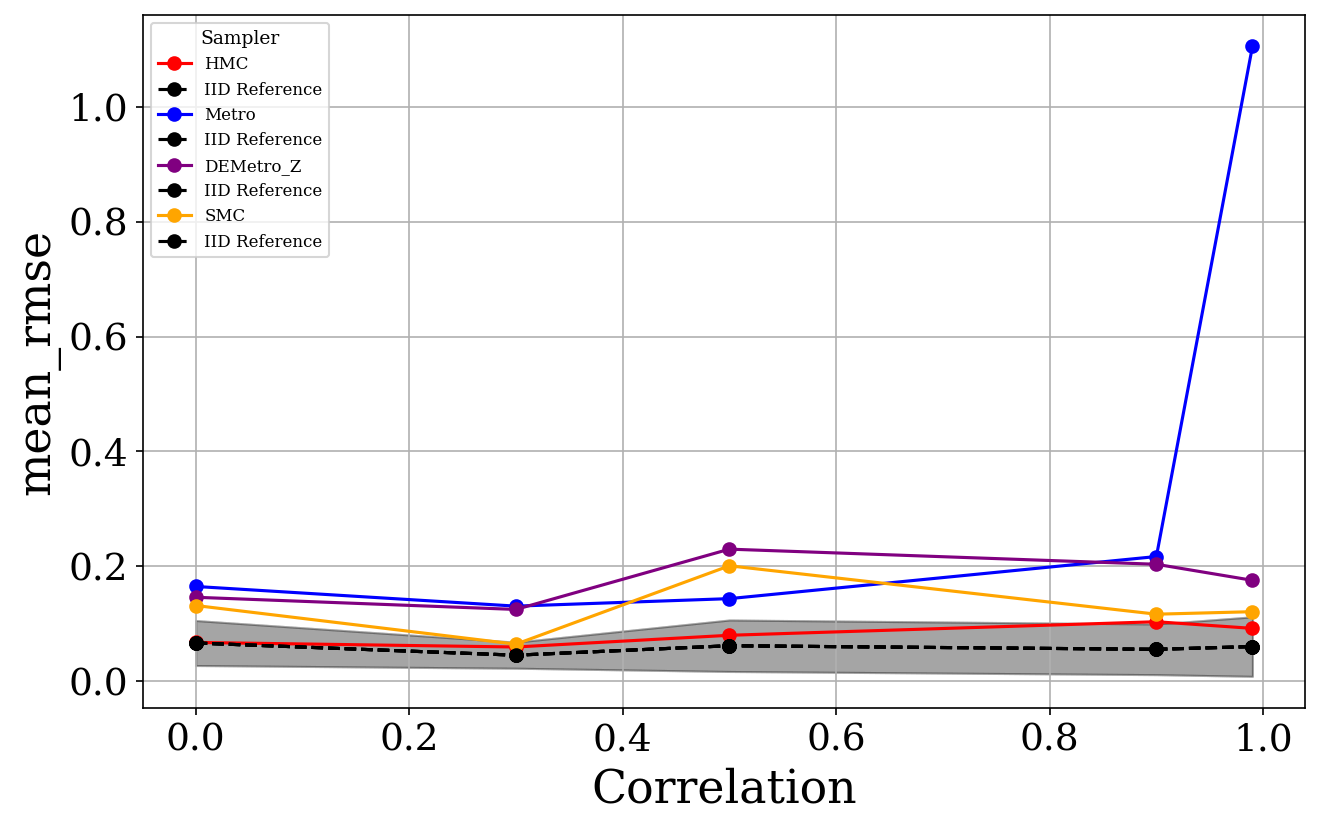 Sampler
HMC
IID Reference
Metro
IID Reference
DEMetro_Z
IID Reference
SMC
IID Reference
mean_rmse
1.0
0.8
0.6
0.4
0.2
0.0
0.0 0.2 0.4 0.6 0.8 1.0
Correlation